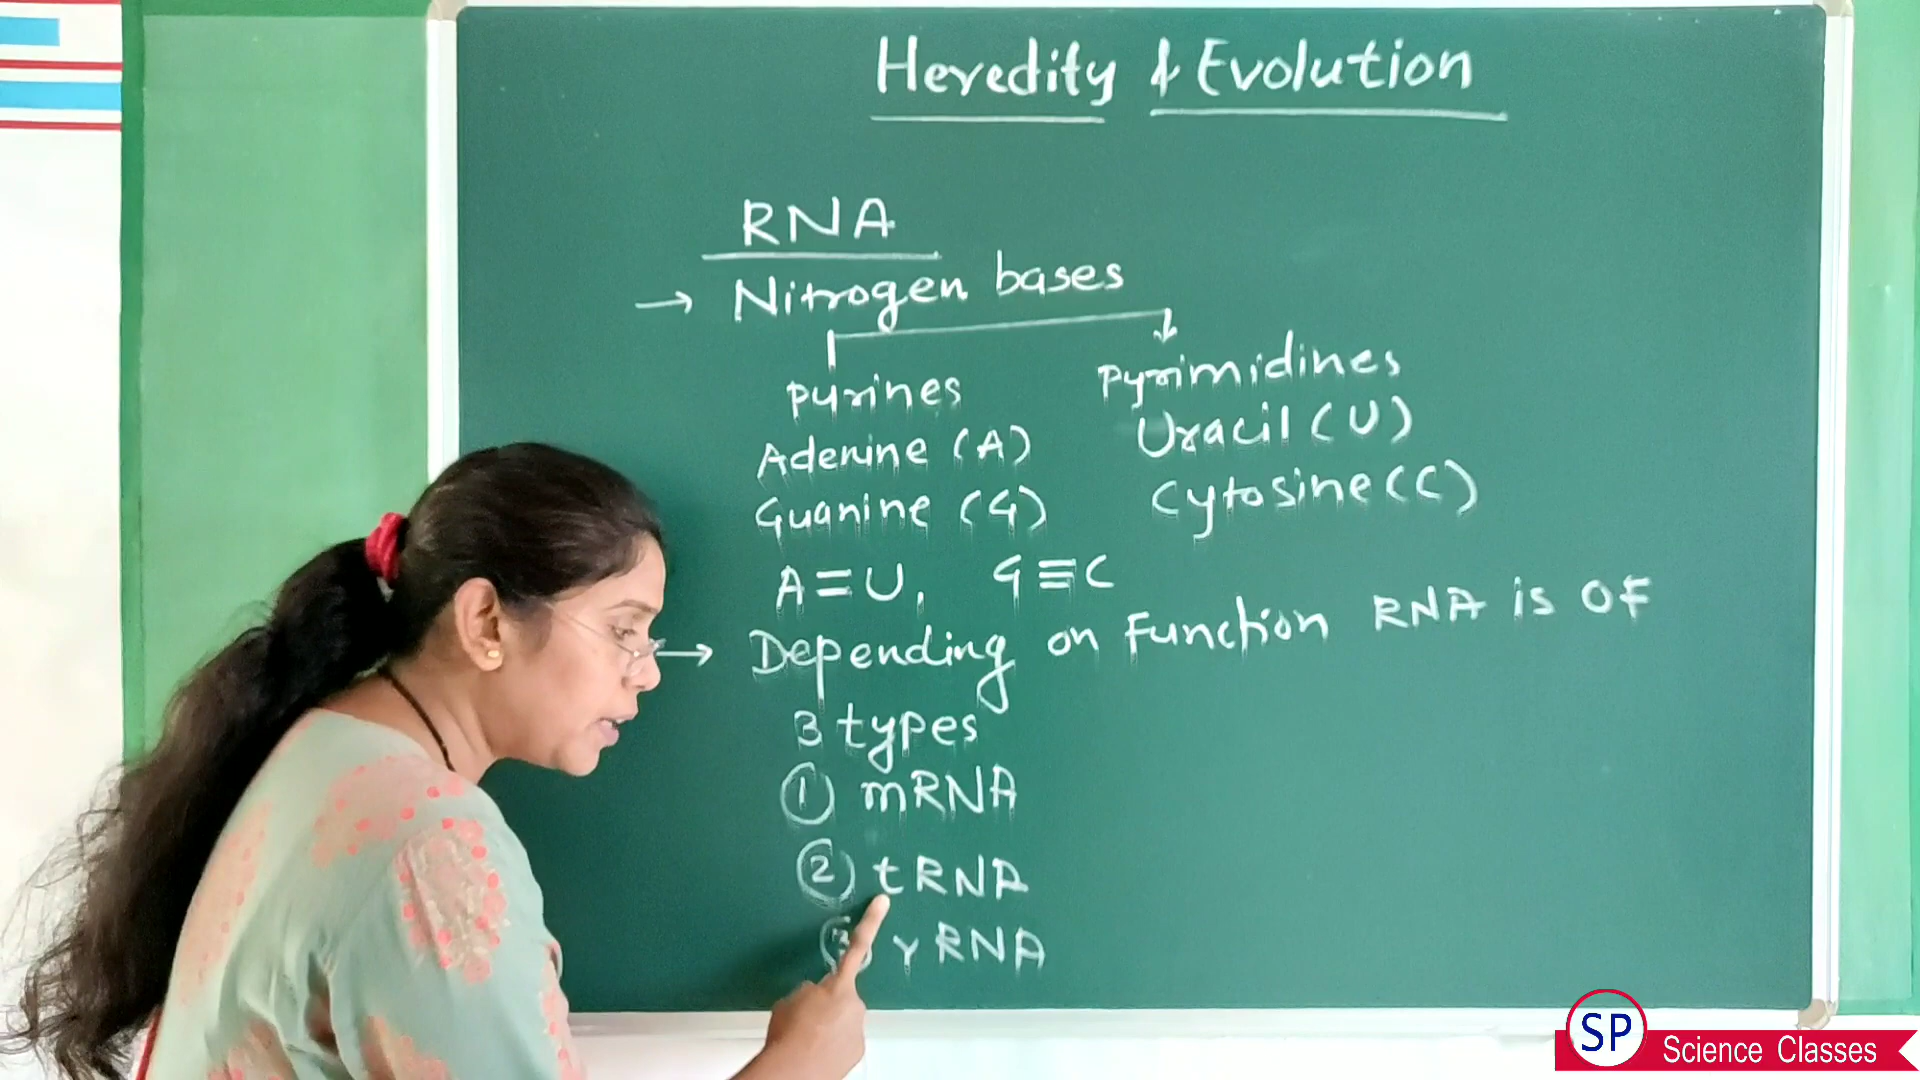 Heredity & Evolution
RNA
→ Nitrogen bases
purines pyrimidines
Adenine (A) Uracil (U)
Guanine (G) Cytosine (C)
A=U, G≡C
→ Depending on Function RNA is OF
3 types
① mRNA
② tRNA
③ rRNA
SP Science Classes